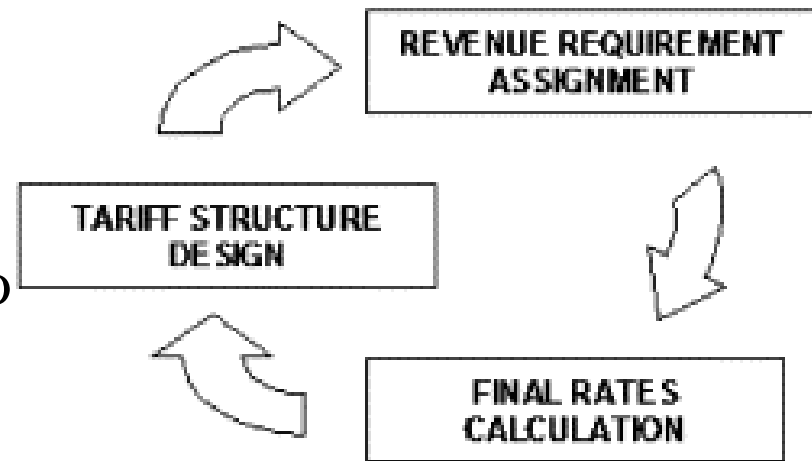 REVENUE REQUIREMENT
ASSIGNMENT
TARIFF STRUCTURE
DESIGN
FINAL RATES
CALCULATION